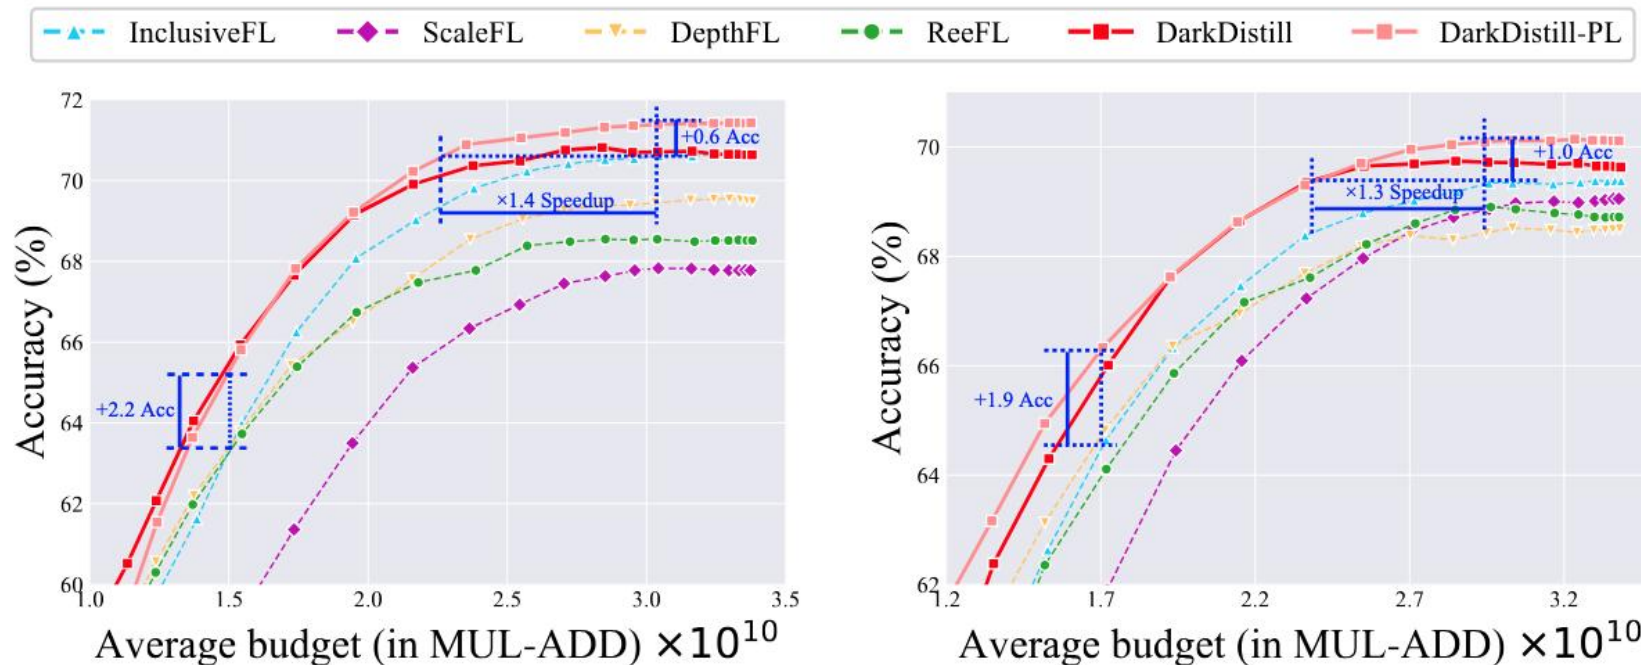 InclusiveFL ScaleFL DepthFL ReeFL DarkDistill DarkDistill-PL
Accuracy (%)
72
70
68
66
64
62
60
1.0 1.5 2.0 2.5 3.0 3.5
+0.6 Acc
×1.4 Speedup
+2.2 Acc
Average budget (in MUL-ADD) ×10^10
Accuracy (%)
70
68
66
64
62
1.2 1.7 2.2 2.7 3.2
+1.0 Acc
×1.3 Speedup
+1.9 Acc
Average budget (in MUL-ADD) ×10^10